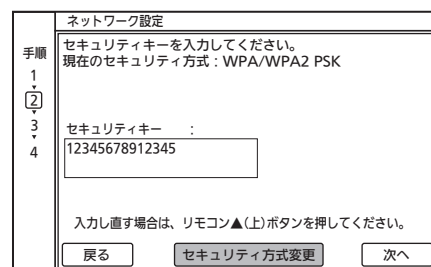 ネットワーク設定
手順
1
2
3
4
セキュリティキーを入力してください。
現在のセキュリティ方式：WPA/WPA2 PSK
セキュリティキー　：
12345678912345
入力し直す場合は、リモコン▲(上)ボタンを押してください。
戻る　セキュリティ方式変更　次へ